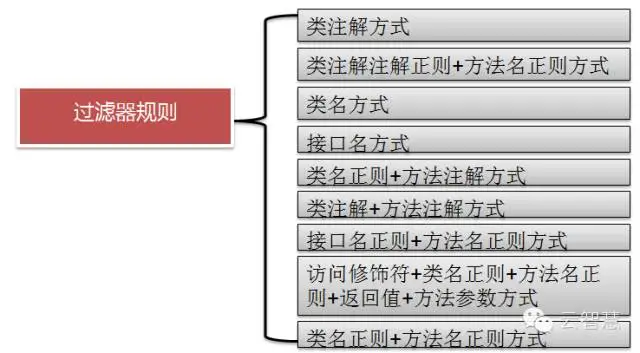 过滤器规则
类注解方式
类注解注解正则+方法名正则方式
类名方式
接口名方式
类名正则+方法注解方式
类注解+方法注解方式
接口名正则+方法名正则方式
访问修饰符+类名正则+方法名正
则+返回值+方法参数方式
类名正则+方法名正则方式
云智慧